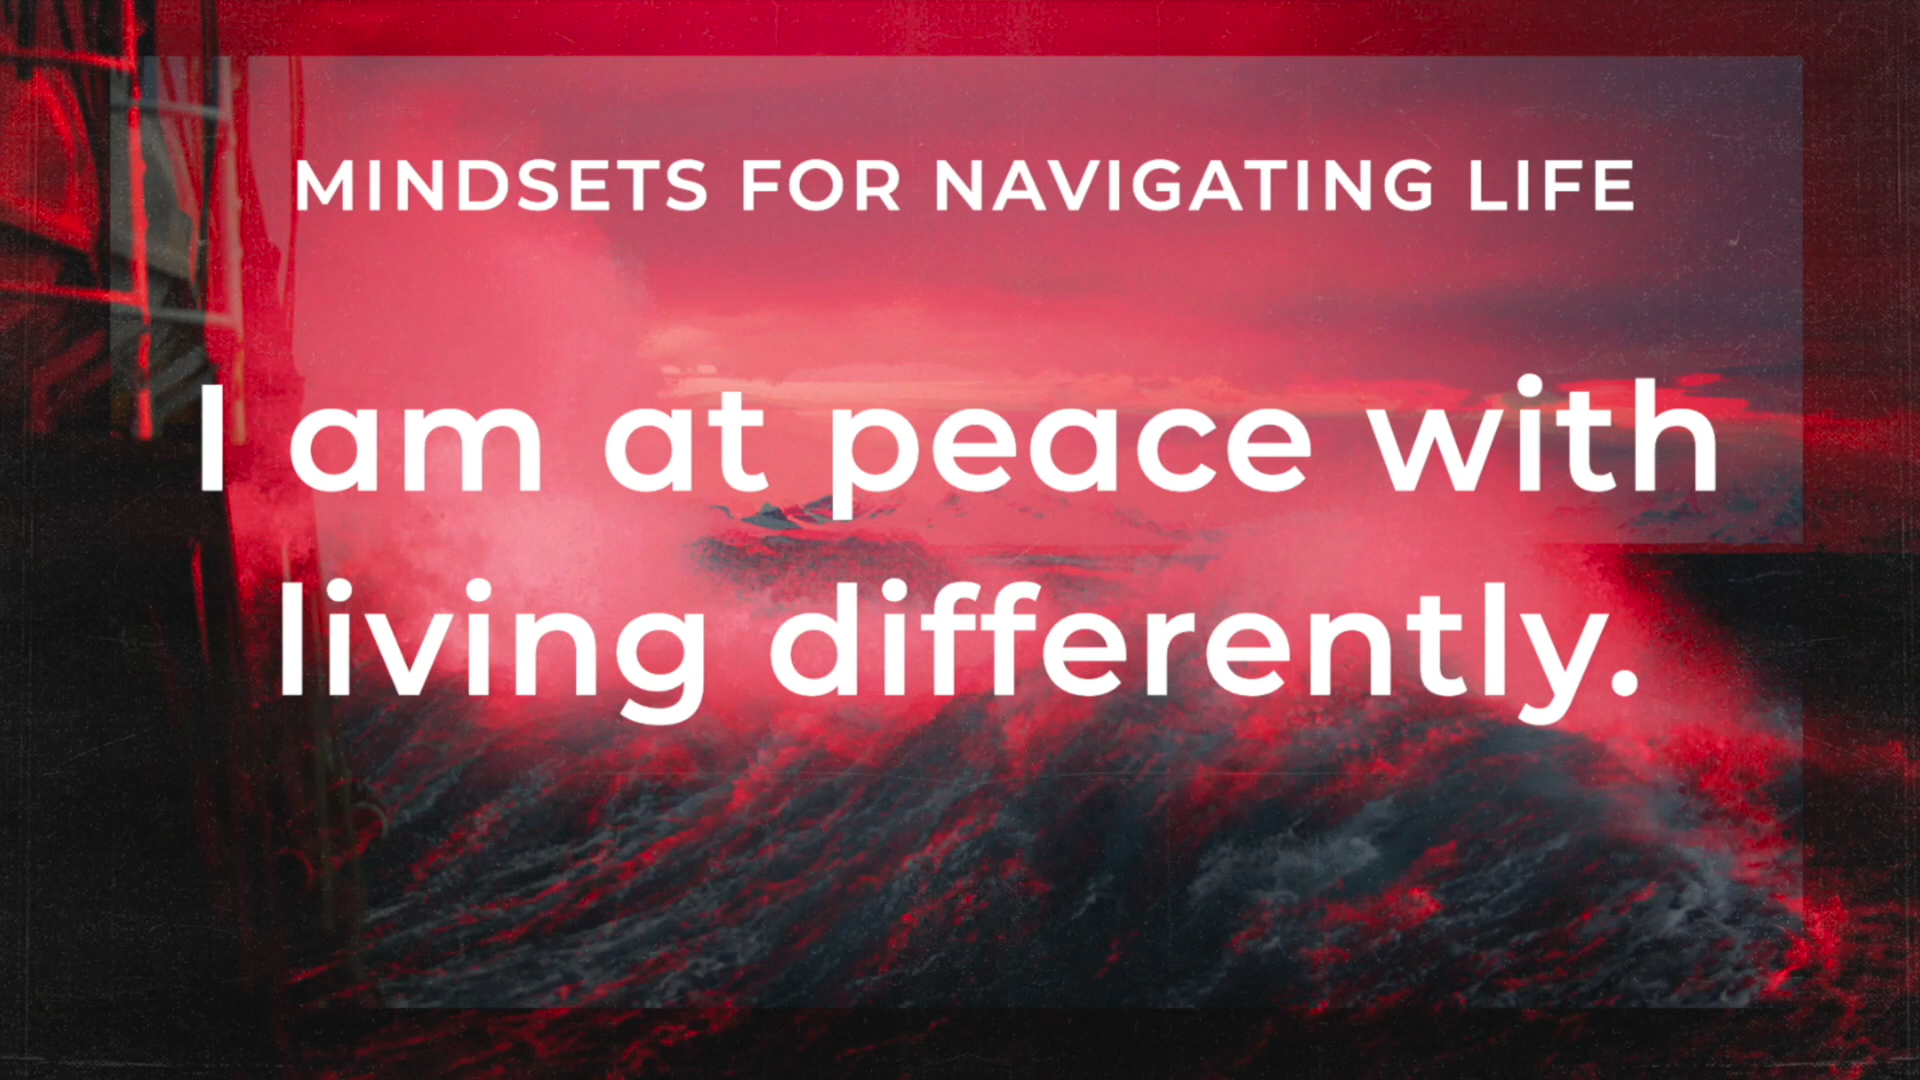 MINDSETS FOR NAVIGATING LIFE
I am at peace with
living differently.